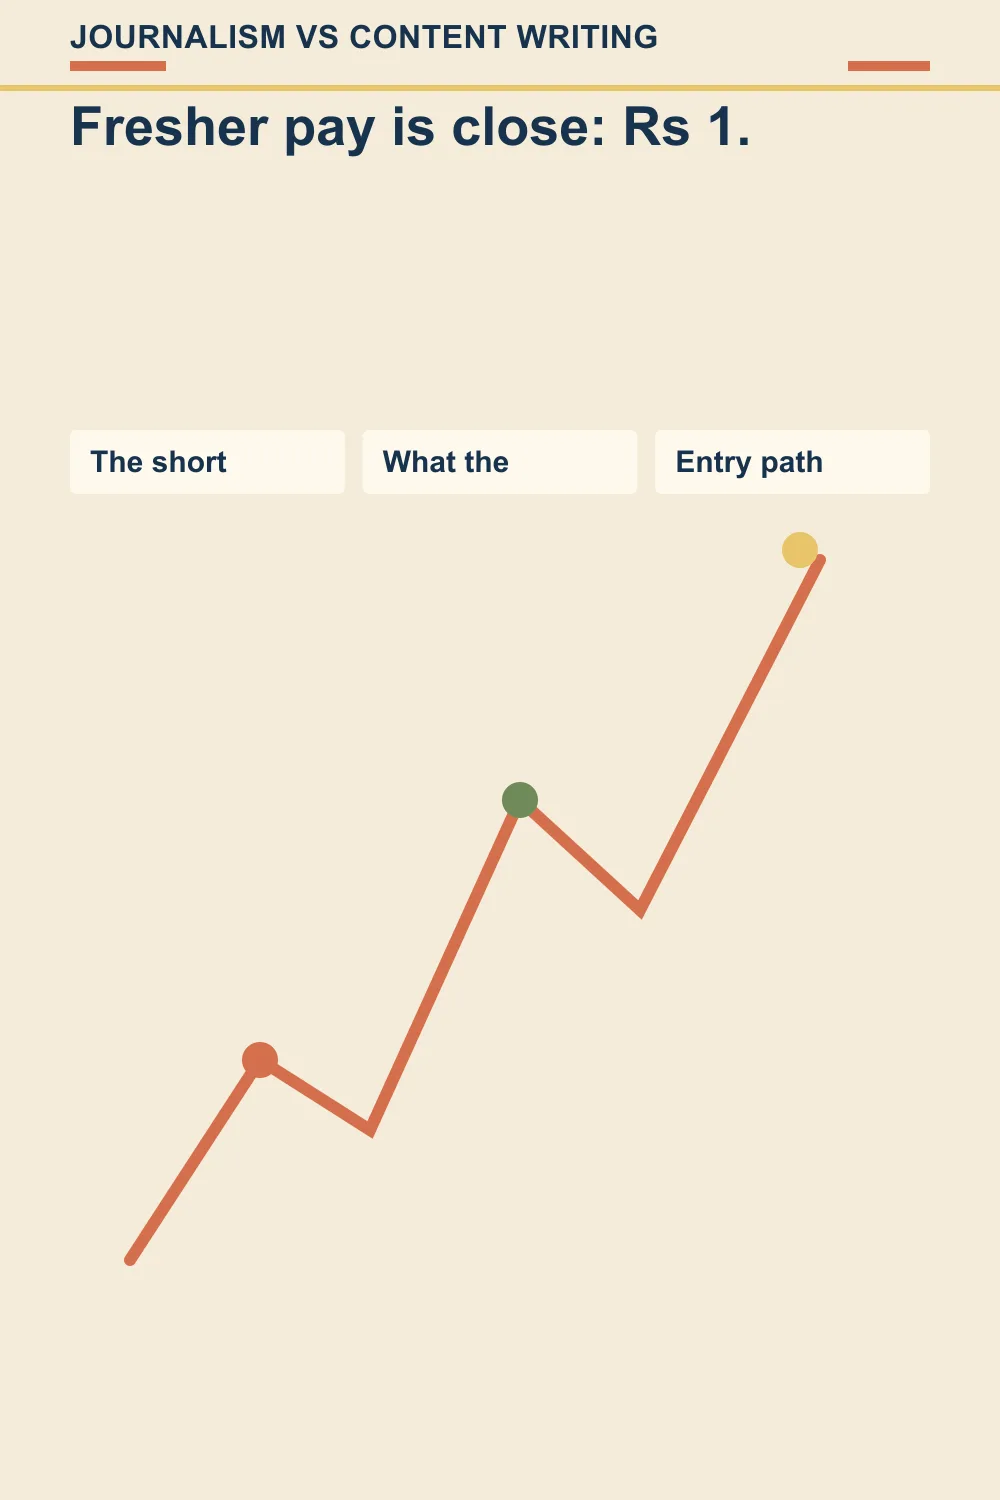 JOURNALISM VS CONTENT WRITING
Fresher pay is close: Rs 1.
The short
What the
Entry path